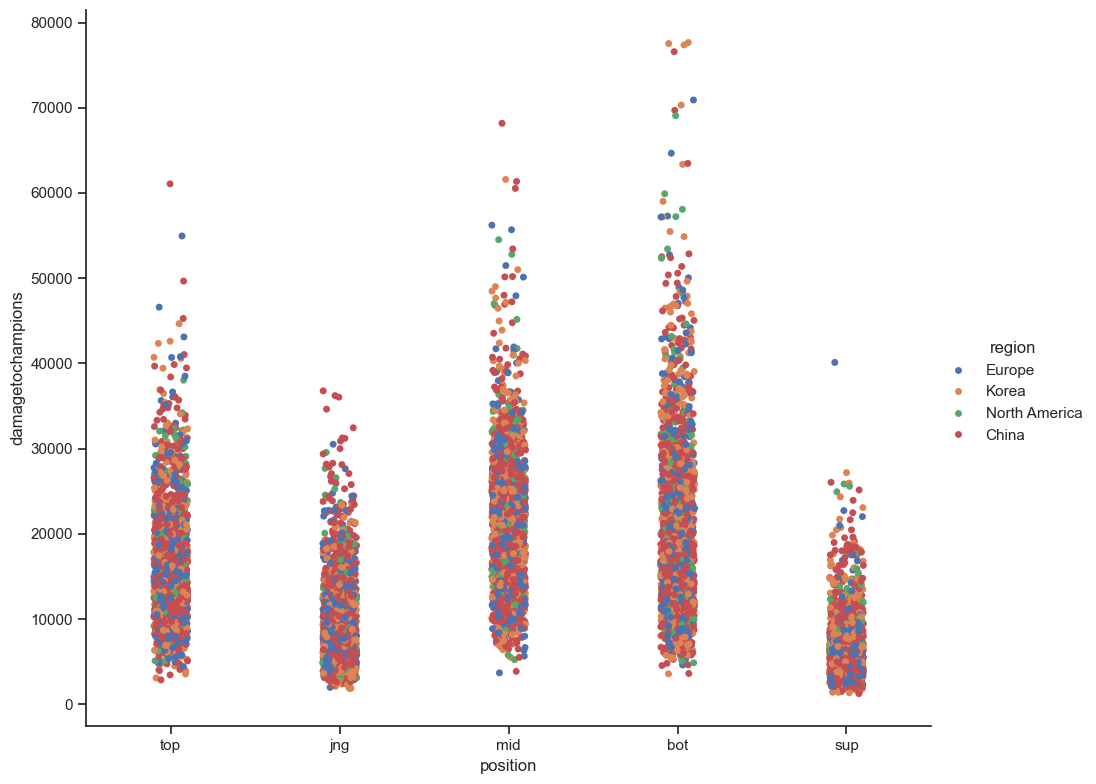 80000
70000
60000
50000
40000
30000
20000
10000
0
damagetochampions
top jng mid bot sup
position
region
Europe
Korea
North America
China